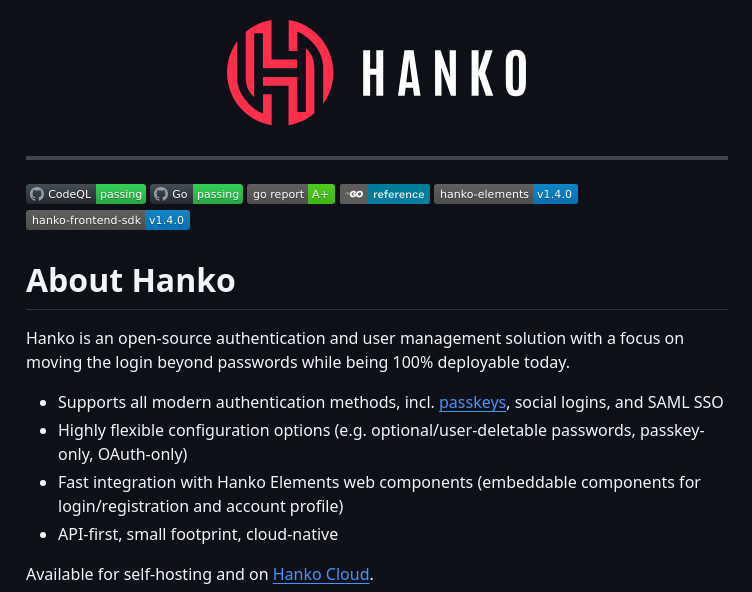 HANKO
CodeQL passing Go passing go report A+ GO reference hanko-elements v1.4.0
hanko-frontend-sdk v1.4.0
About Hanko
Hanko is an open-source authentication and user management solution with a focus on
moving the login beyond passwords while being 100% deployable today.
• Supports all modern authentication methods, incl. passkeys, social logins, and SAML SSO
• Highly flexible configuration options (e.g. optional/user-deletable passwords, passkey-
only, OAuth-only)
• Fast integration with Hanko Elements web components (embeddable components for
login/registration and account profile)
• API-first, small footprint, cloud-native
Available for self-hosting and on Hanko Cloud.